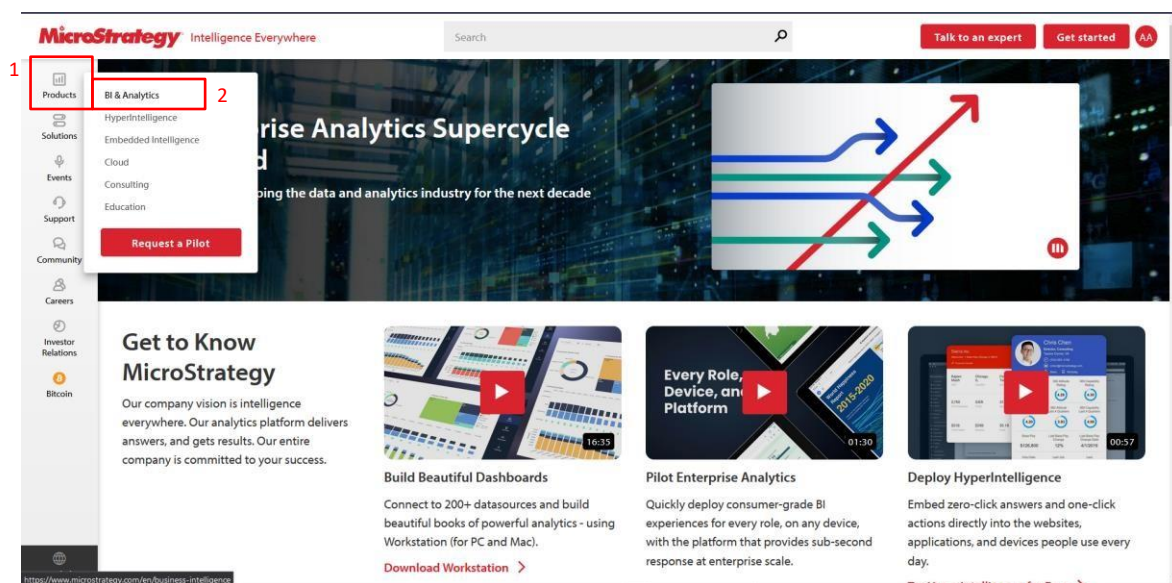 MicroStrategy Intelligence Everywhere
Search
Talk to an expert
Get started
AA
1
Products
Solutions
Events
Support
Community
Careers
Investor
Relations
Bitcoin
BI & Analytics
2
HyperIntelligence
Embedded Intelligence
Cloud
Consulting
Education
Request a Pilot
rise Analytics Supercycle
d
ping the data and analytics industry for the next decade
Get to Know
MicroStrategy
Our company vision is intelligence
everywhere. Our analytics platform delivers
answers, and gets results. Our entire
company is committed to your success.
16:35
Build Beautiful Dashboards
Connect to 200+ datasources and build
beautiful books of powerful analytics - using
Workstation (for PC and Mac).
Download Workstation
Every Role,
Device, and
Platform
2015-2020
01:30
Pilot Enterprise Analytics
Quickly deploy consumer-grade BI
experiences for every role, on any device,
with the platform that provides sub-second
response at enterprise scale.
Chris Chen
00:57
Deploy HyperIntelligence
Embed zero-click answers and one-click
actions directly into the websites,
applications, and devices people use every
day.
https://www.microstrategy.com/en/business-intelligence